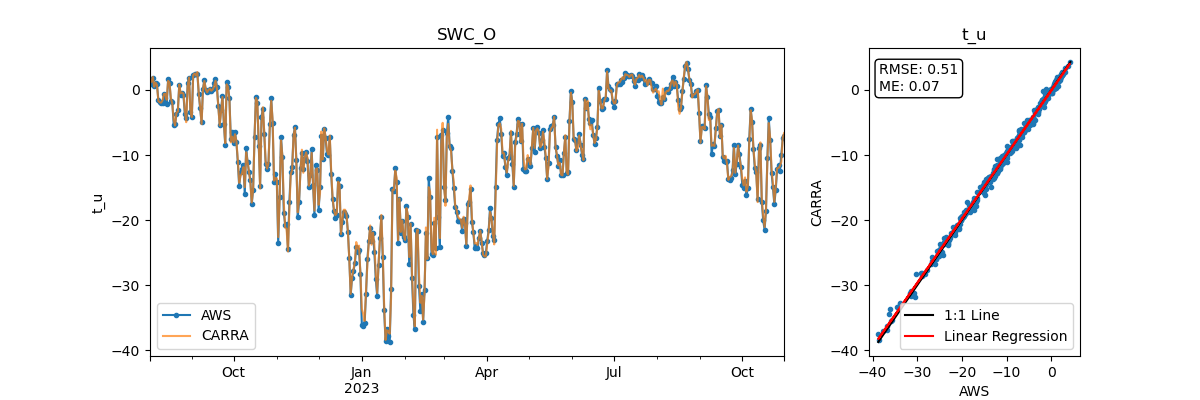 SWC_O
t_u
0
−10
−20
−30
−40
Oct
Jan
2023
Apr
Jul
Oct
AWS
CARRA
t_u
CARRA
RMSE: 0.51
ME: 0.07
0
−10
−20
−30
−40
1:1 Line
Linear Regression
−40
−30
−20
−10
0
AWS